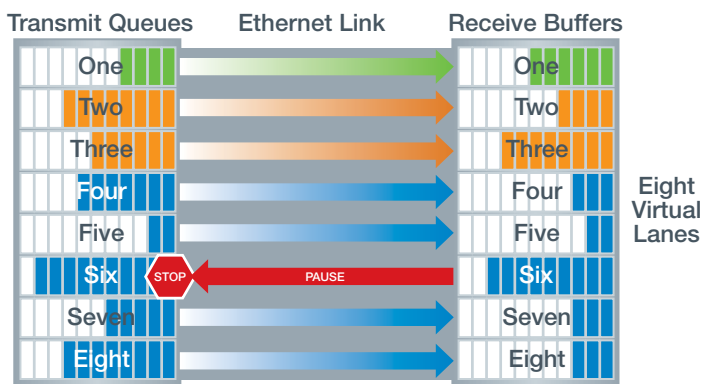 Transmit Queues Ethernet Link Receive Buffers
One One
Two Two
Three Three
Four Four
Five Five
Six STOP PAUSE Six
Seven Seven
Eight Eight
Eight
Virtual
Lanes